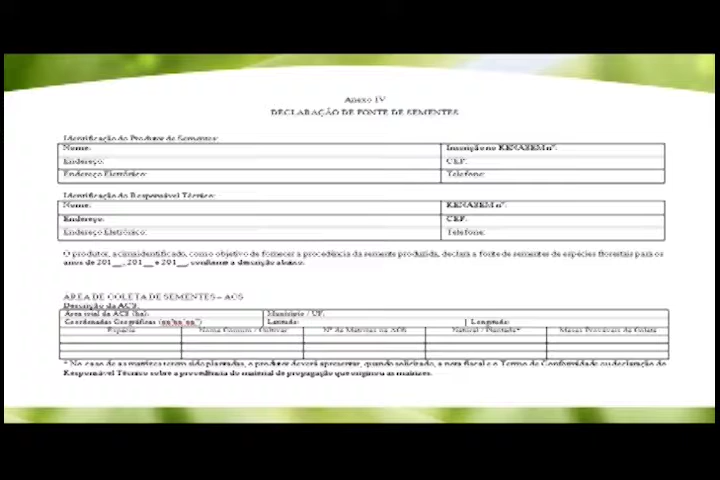 Anexo IV
DECLARAÇÃO DE FONTE DE SEMENTES
Identificação do Produtor de Sementes:
Nome: Inscrição no RENASEM nº:
Endereço: CEP:
Endereço Eletrônico: Telefone:
Identificação do Responsável Técnico:
Nome: RENASEM nº:
Endereço: CEP:
Endereço Eletrônico: Telefone:
O produtor, acima identificado, com o objetivo de fornecer a procedência da semente produzida, declara a fonte de sementes de espécies florestais para os
anos de 201__, 201__ e 201__, conforme a descrição abaixo.
ÁREA DE COLETA DE SEMENTES – ACS
Descrição da ACS:
Área total da ACS (ha): Município / UF:
Coordenadas Geográficas Latitude: Longitude:
Espécie Nome Comum / Cultivar Nº de Matrizes na ACS Natural / Plantada* Meses Prováveis de Coleta
* No caso de as matrizes terem sido plantadas, o produtor deverá apresentar, quando solicitado, a nota fiscal e o Termo de Conformidade ou declaração do
Responsável Técnico sobre a procedência do material de propagação que originou as matrizes.